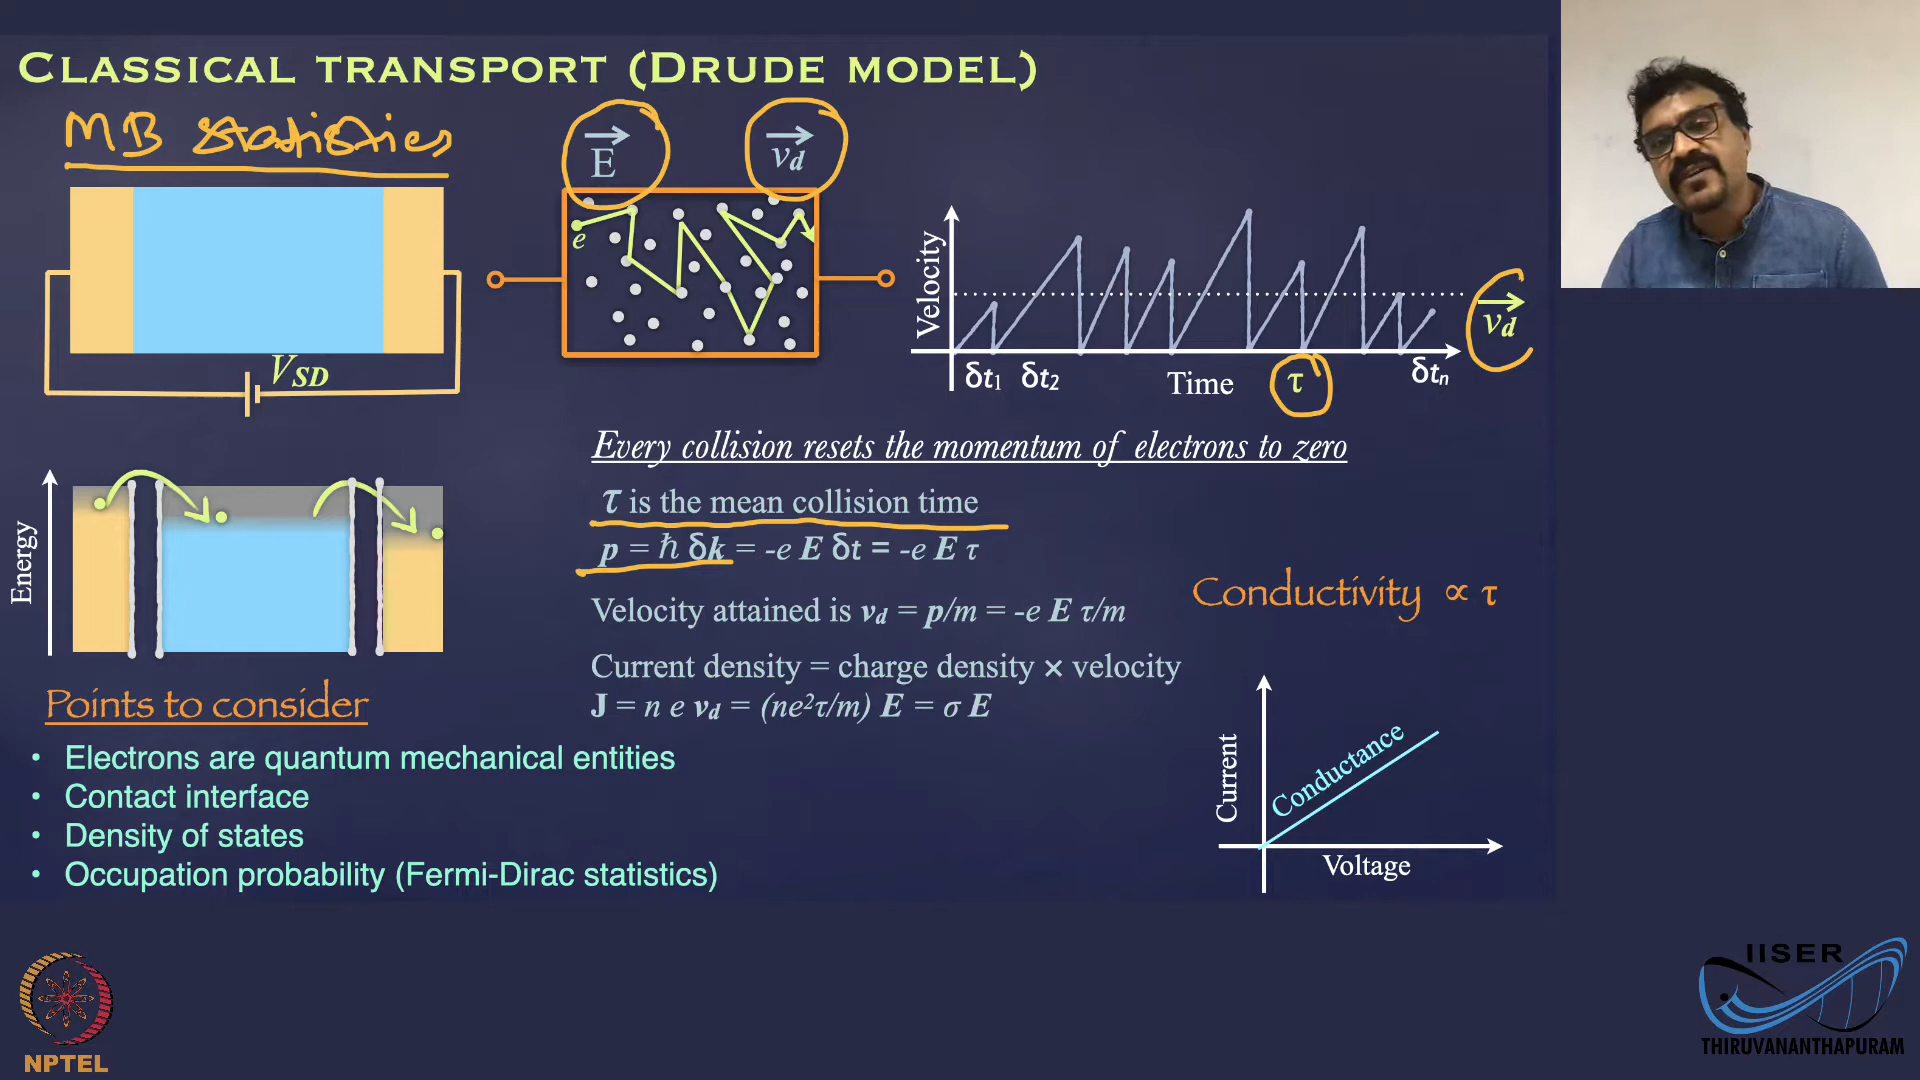 CLASSICAL TRANSPORT (DRUDE MODEL)
MB statistics
E
vd
e
VSD
Velocity
δt1 δt2
Time
τ
δtn
vd
Every collision resets the momentum of electrons to zero
τ is the mean collision time
p = ħ δk = -e E δt = -e E τ
Velocity attained is vd = p/m = -e E τ/m
Conductivity ∝ τ
Current density = charge density × velocity
J = n e vd = (ne²τ/m) E = σ E
Energy
Points to consider
• Electrons are quantum mechanical entities
• Contact interface
• Density of states
• Occupation probability (Fermi-Dirac statistics)
Current
Conductance
Voltage
NPTEL
IISER
THIRUVANANTHAPURAM